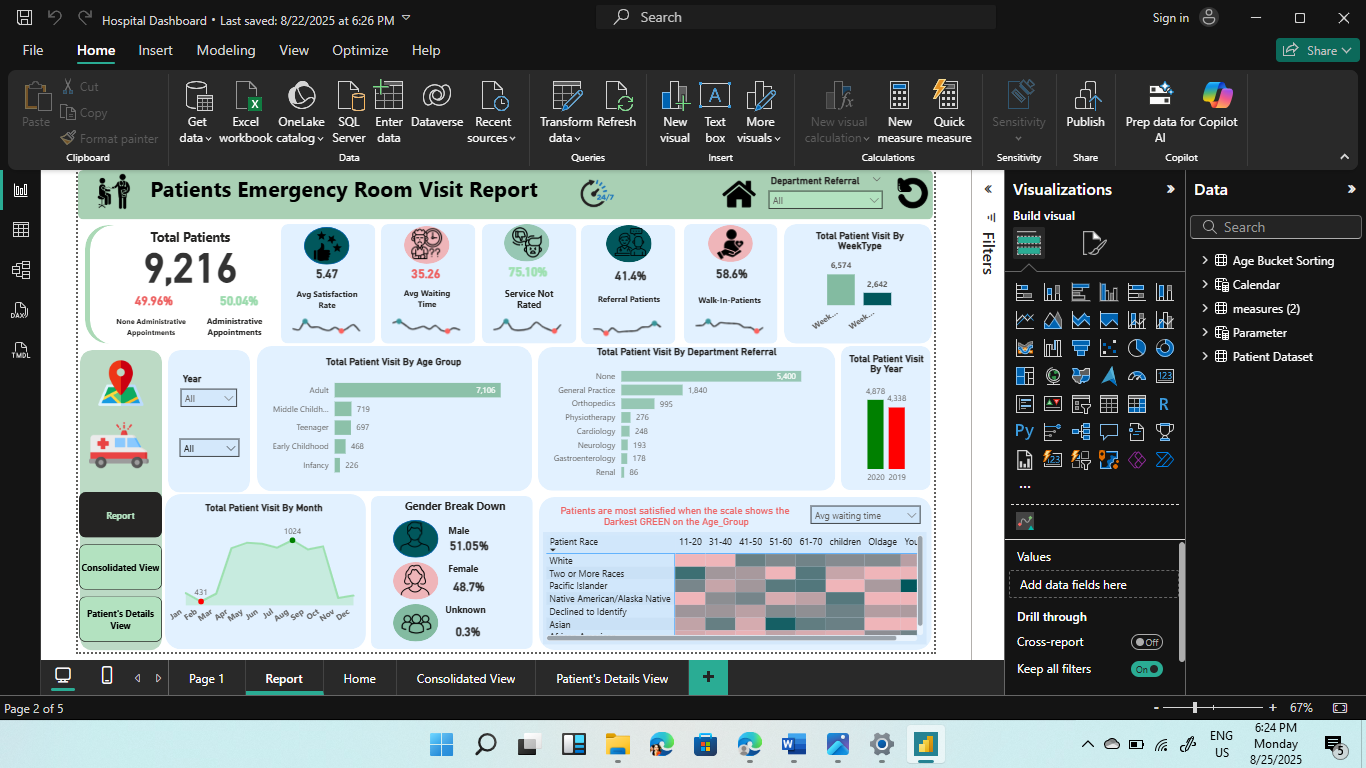 Hospital Dashboard • Last saved: 8/22/2025 at 6:26 PM
Search
Sign in
File
Home
Insert
Modeling
View
Optimize
Help
Share
Paste
Cut
Copy
Format painter
Clipboard
Get data
Excel workbook
OneLake catalog
SQL Server
Enter data
Dataverse
Recent sources
Data
Transform data
Refresh
Queries
New visual
Text box
More visuals
Insert
New visual calculation
New measure
Quick measure
Calculations
Sensitivity
Sensitivity
Publish
Share
Prep data for AI
Copilot
Copilot
Patients Emergency Room Visit Report
24/7
Department Referral
All
Total Patients
9,216
49.96%
50.04%
None Administrative
Appointments
Administrative
Appointments
5.47
Avg Satisfaction
Rate
35.26
Avg Waiting
Time
75.10%
Service Not
Rated
41.4%
Referral Patients
58.6%
Walk-In-Patients
Total Patient Visit By
WeekType
6,574
2,642
Week...
Week...
Year
All
All
Total Patient Visit By Age Group
Adult 7,106
Middle Childh... 719
Teenager 697
Early Childhood 468
Infancy 226
Total Patient Visit By Department Referral
None 5,400
General Practice 1,840
Orthopedics 995
Physiotherapy 276
Cardiology 248
Neurology 193
Gastroenterology 178
Renal 86
Total Patient Visit
By Year
4,878
4,338
2020 2019
Report
Consolidated View
Patient's Details
View
Total Patient Visit By Month
1024
431
Jan Feb Mar Apr May Jun Jul Aug Sep Oct Nov Dec
Gender Break Down
Male
51.05%
Female
48.7%
Unknown
0.3%
Patients are most satisfied when the scale shows the
Darkest GREEN on the Age_Group
Avg waiting time
Patient Race 11-20 31-40 41-50 51-60 61-70 children Oldage You
White
Two or More Races
Pacific Islander
Native American/Alaska Native
Declined to Identify
Asian
Filters
Visualizations
Build visual
R
Py
123
...
Values
Add data fields here
Drill through
Cross-report
Off
Keep all filters
On
Data
Search
Age Bucket Sorting
Calendar
measures (2)
Parameter
Patient Dataset
Page 1
Report
Home
Consolidated View
Patient's Details View
+
Page 2 of 5
- + 67%
ENG
US
6:24 PM
Monday
8/25/2025
5